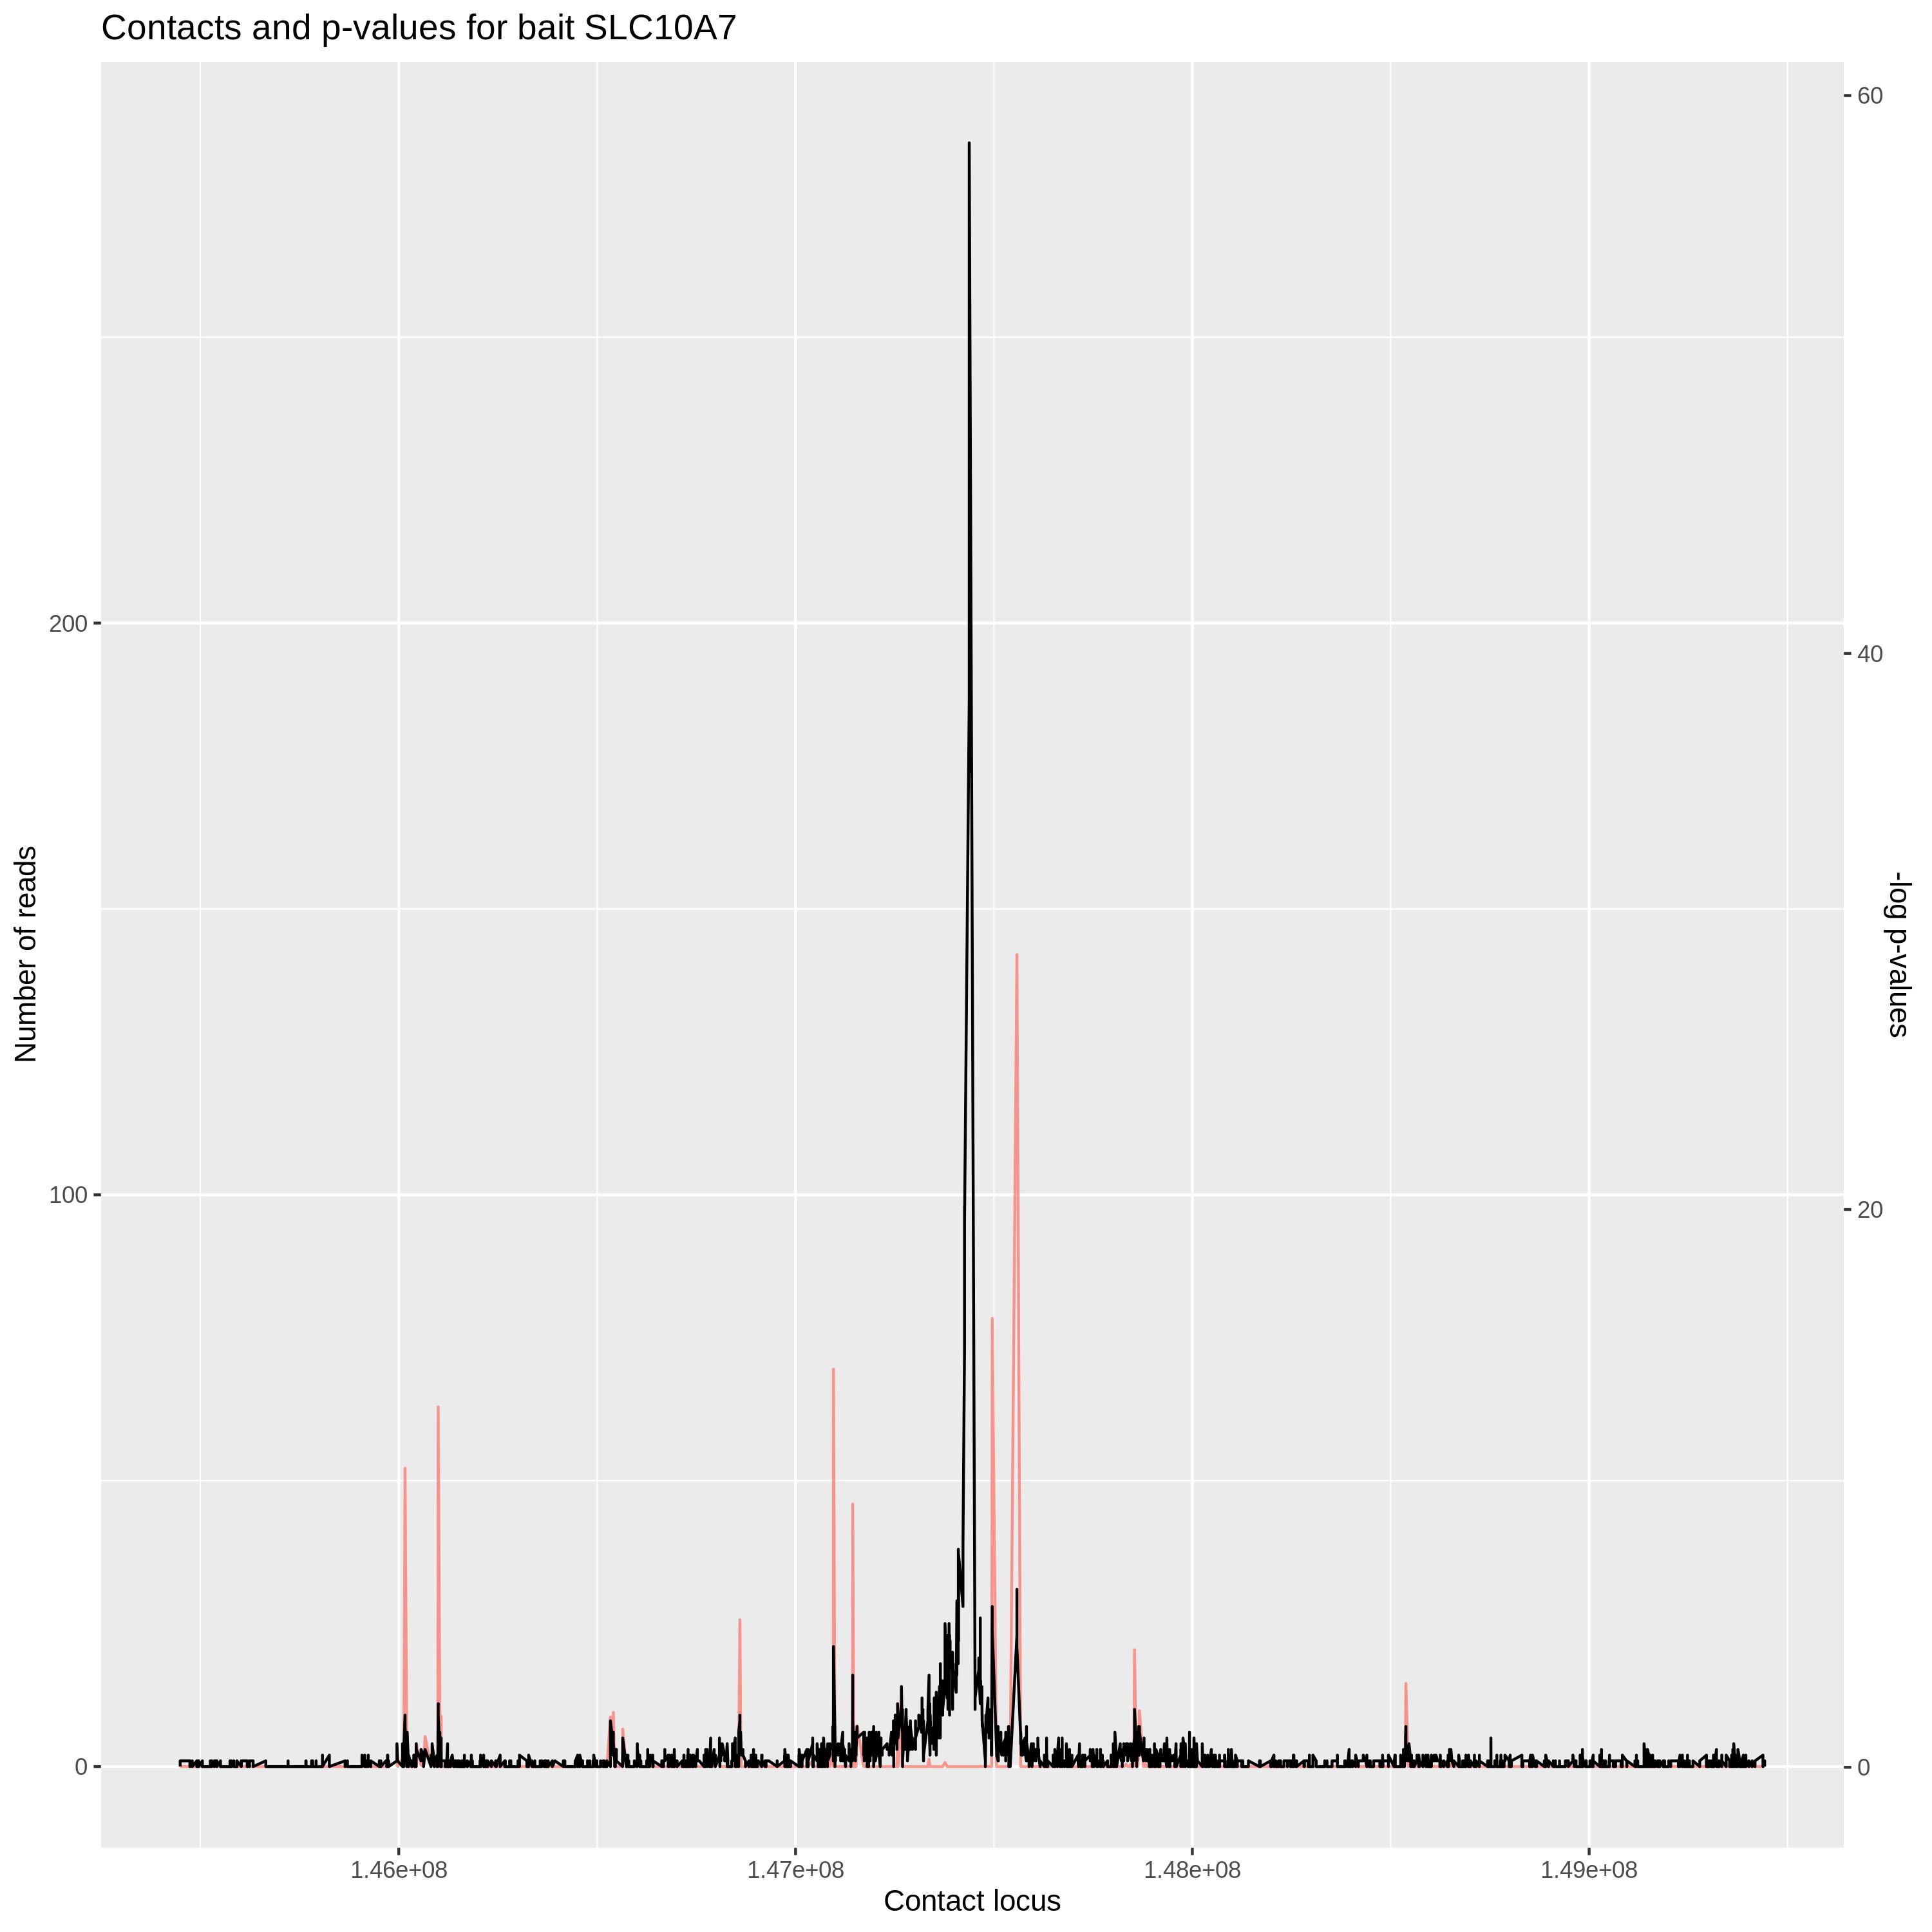 Contacts and p-values for bait SLC10A7
60
200
40
Number of reads
-log p-values
100
20
0
0
1.46e+08
1.47e+08
1.48e+08
1.49e+08
Contact locus